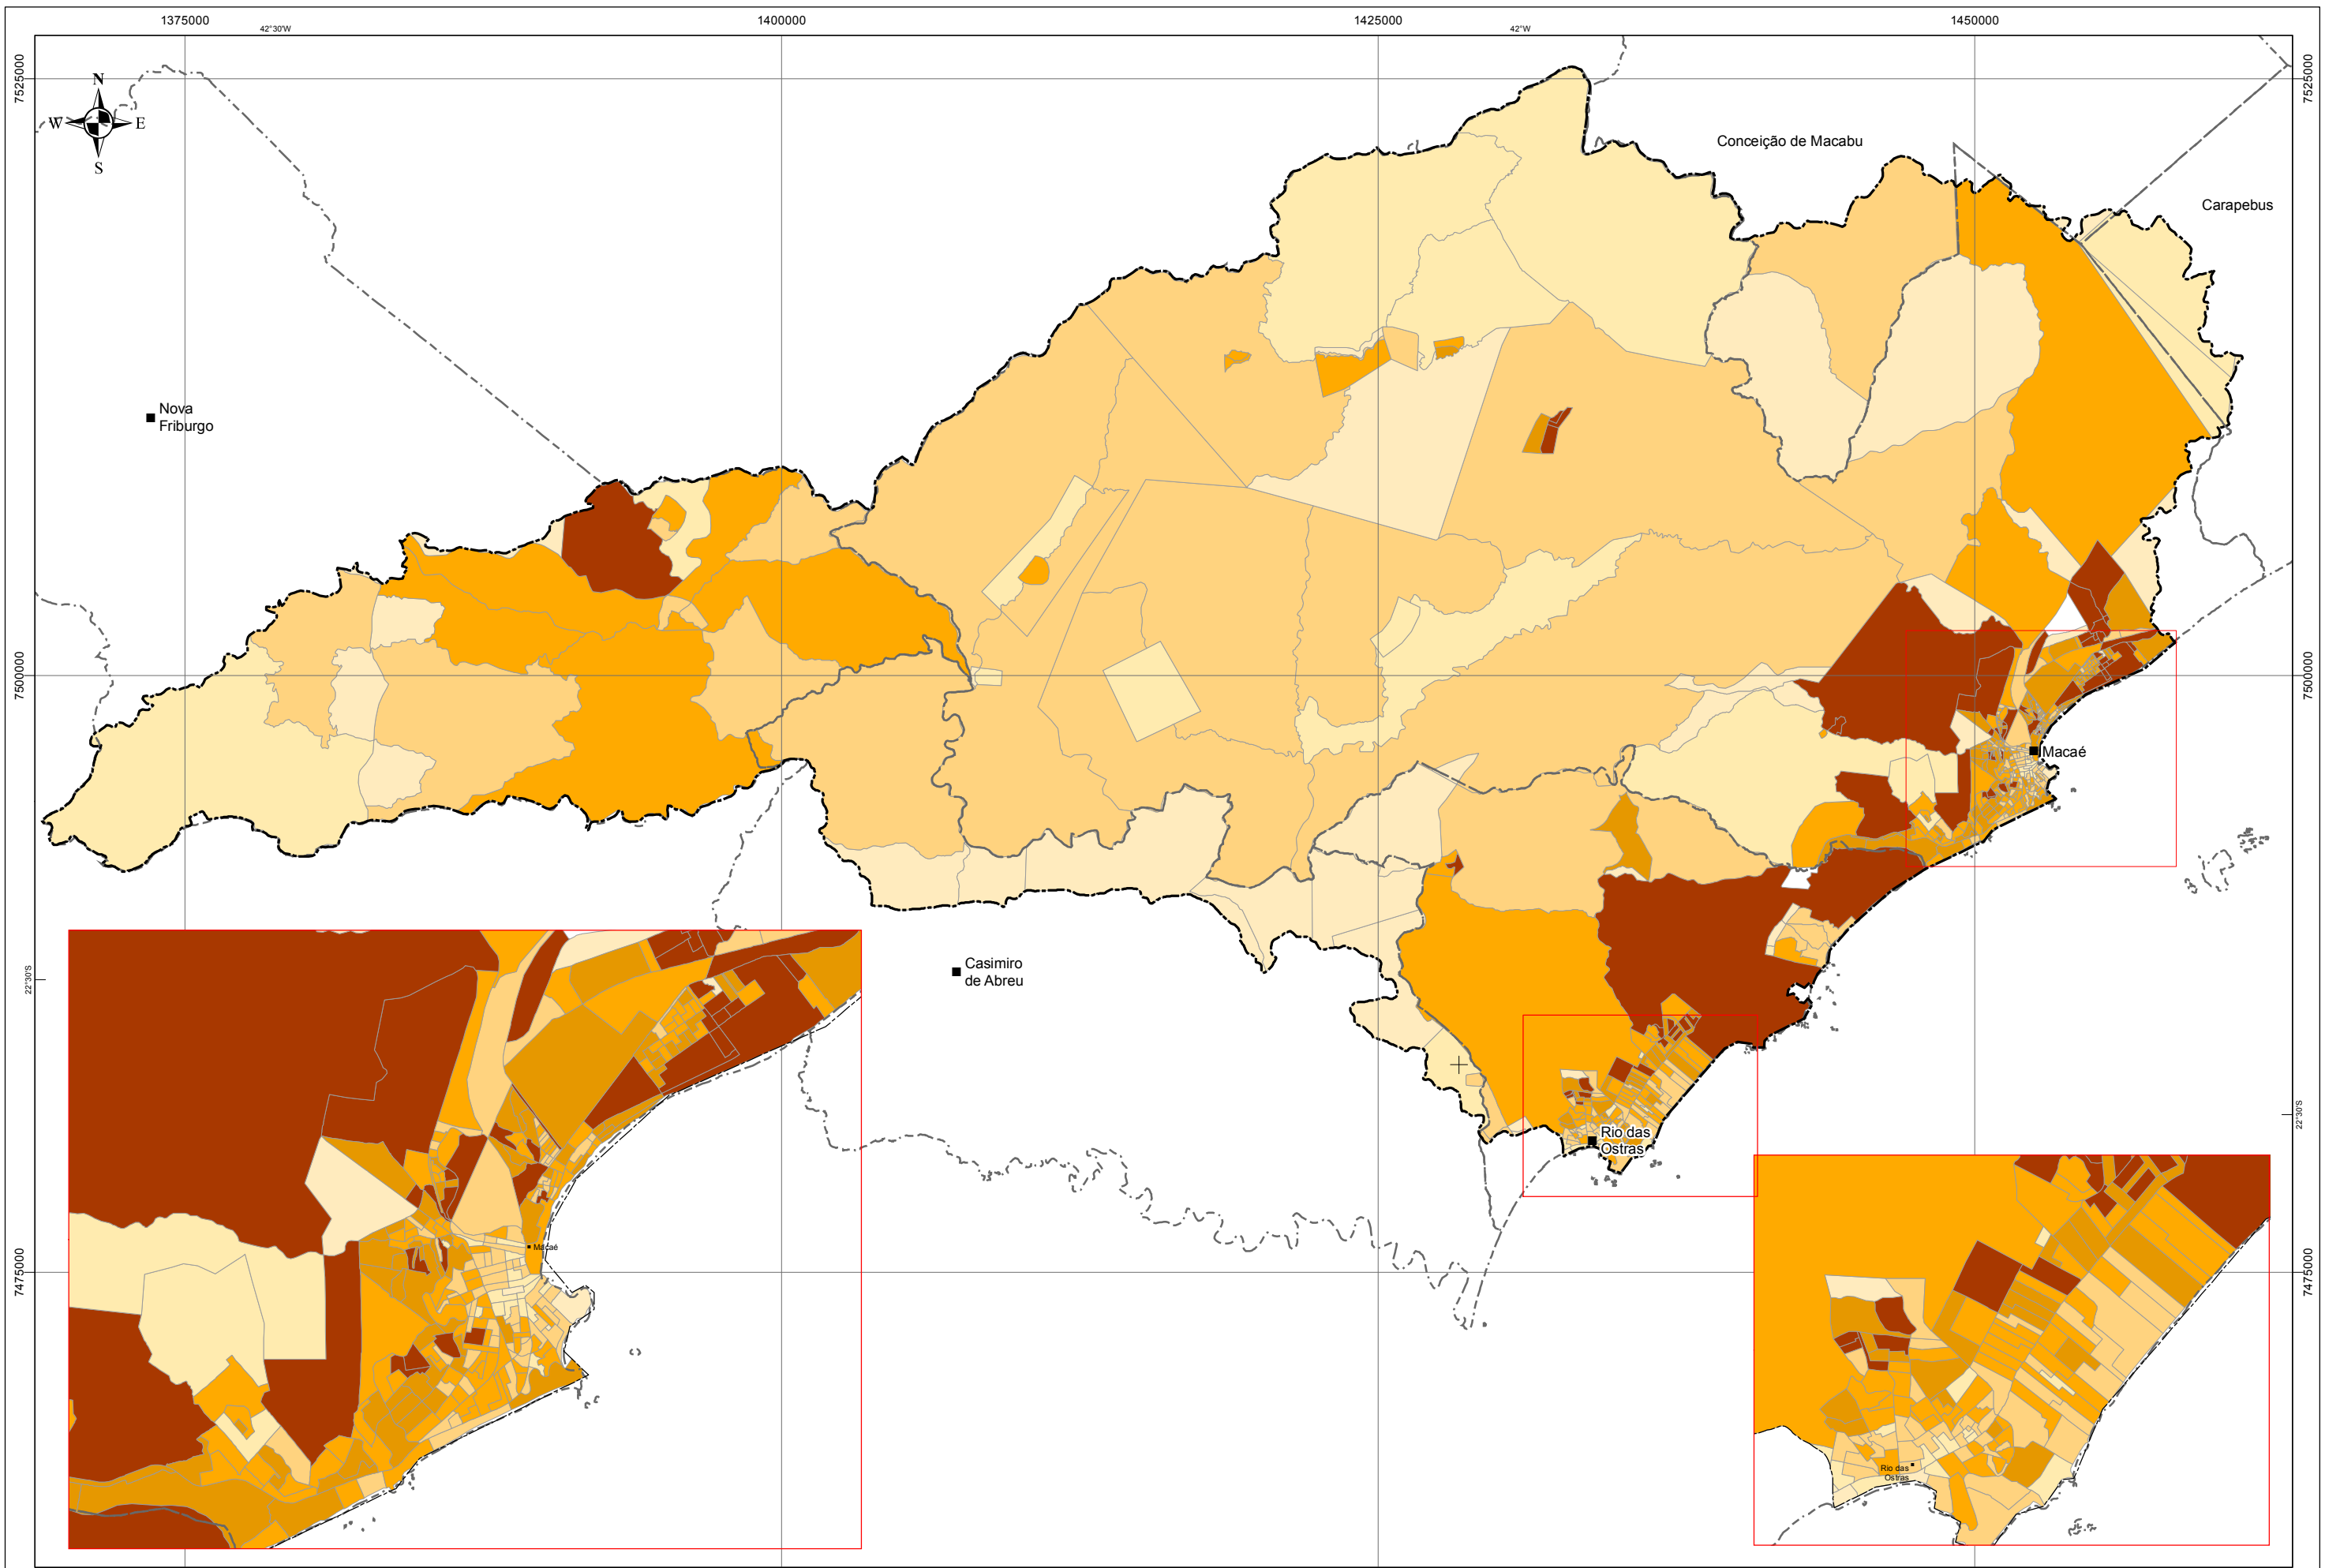 1375000
1400000
1425000
1450000
42°30'W
42°W
7525000
7525000
N
W
E
S
Conceição de Macabu
Carapebus
Nova
Friburgo
7500000
7500000
Macaé
Casimiro
de Abreu
22°30'S
22°30'S
Rio das
Ostras
Macaé
7475000
7475000
Rio das
Ostras